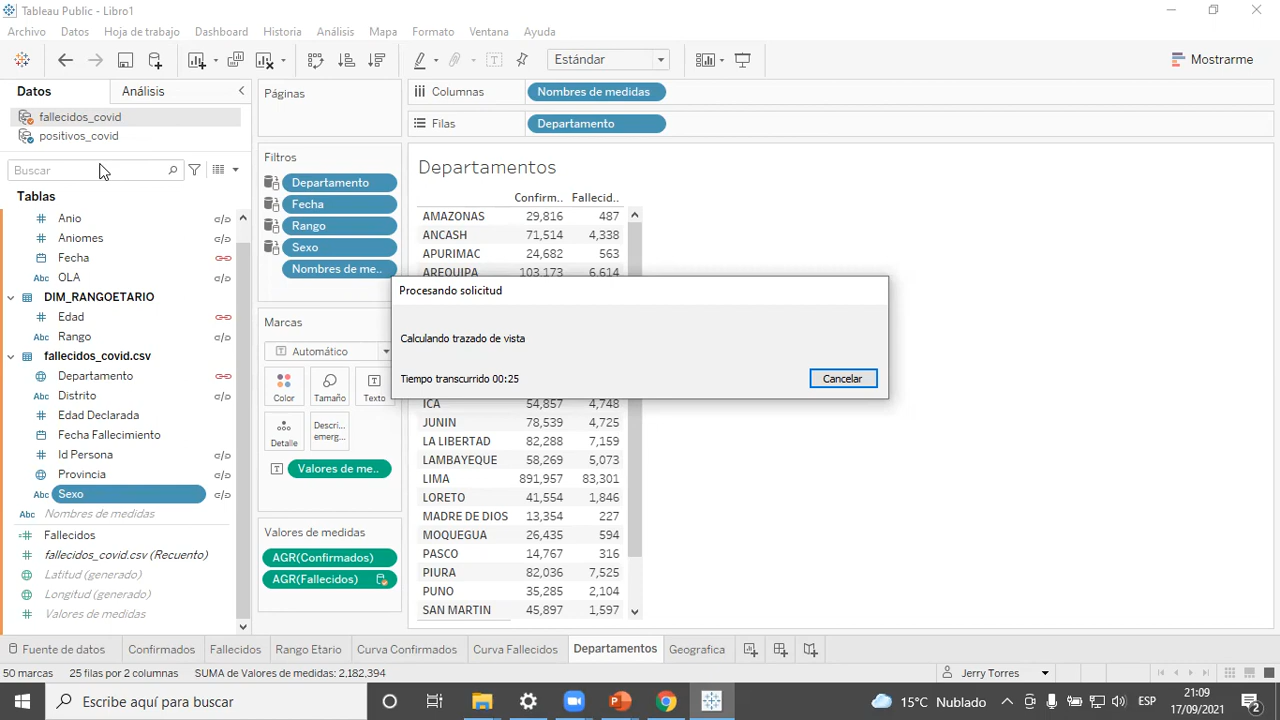 Tableau Public - Libro1
Archivo Datos Hoja de trabajo Dashboard Historia Análisis Mapa Formato Ventana Ayuda
Estándar
Mostrarme
Datos
Análisis
fallecidos_covid
positivos_covid
Buscar
Tablas
# Anio
# Aniomes
Fecha
Abc OLA
DIM_RANGOETARIO
# Edad
Abc Rango
fallecidos_covid.csv
Departamento
Abc Distrito
# Edad Declarada
Fecha Fallecimiento
Abc Id Persona
Provincia
Abc Sexo
Abc Nombres de medidas
Fallecidos
fallecidos_covid.csv (Recuento)
Latitud (generado)
Longitud (generado)
# Valores de medidas
Páginas
Filtros
Departamento
Fecha
Rango
Sexo
Nombres de me..
Marcas
Automático
Color
Tamaño
Texto
Detalle
Descri... emerg...
Valores de me..
Valores de medidas
AGR(Confirmados)
AGR(Fallecidos)
Columnas
Nombres de medidas
Filas
Departamento
Departamentos
Confirm.. Fallecid..
AMAZONAS 29,816 487
ANCASH 71,514 4,338
APURIMAC 24,682 563
AREQUIPA 103,173 6,614
Procesando solicitud
Calculando trazado de vista
Tiempo transcurrido 00:25
Cancelar
ICA 54,857 4,748
JUNIN 78,539 4,725
LA LIBERTAD 82,288 7,159
LAMBAYEQUE 58,269 5,073
LIMA 891,957 83,301
LORETO 41,554 1,846
MADRE DE DIOS 13,354 227
MOQUEGUA 26,435 594
PASCO 14,767 316
PIURA 82,036 7,525
PUNO 35,285 2,104
SAN MARTIN 45,897 1,597
Fuente de datos Confirmados Fallecidos Rango Etario Curva Confirmados Curva Fallecidos Departamentos Geografica
50 marcas 25 filas por 2 columnas SUMA de Valores de medidas: 2,182,394
Jerry Torres
Escribe aquí para buscar
15°C Nublado
ESP
21:09
17/09/2021
2